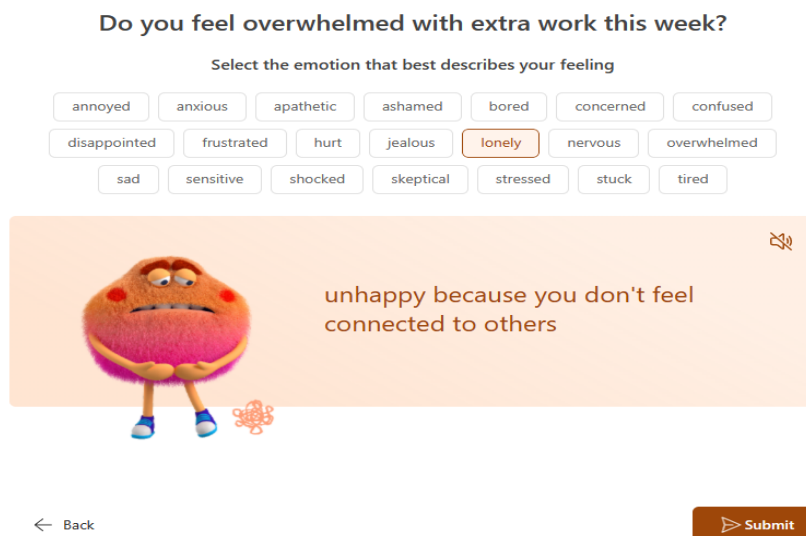 Do you feel overwhelmed with extra work this week?
Select the emotion that best describes your feeling
annoyed anxious apathetic ashamed bored concerned confused
disappointed frustrated hurt jealous lonely nervous overwhelmed
sad sensitive shocked skeptical stressed stuck tired
unhappy because you don't feel
connected to others
Back Submit